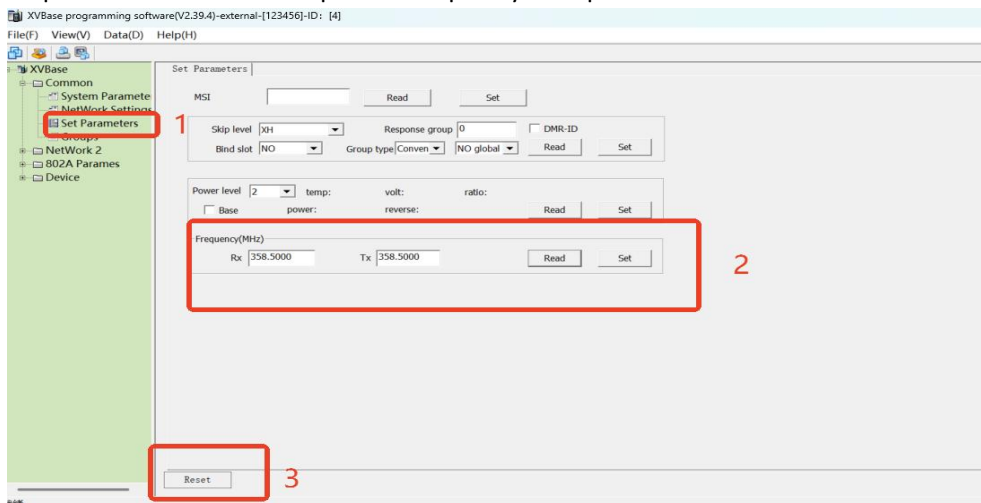 XVBase programming software(V2.39.4)-external-[123456]-ID: [4]
File(F) View(V) Data(D) Help(H)
XVBase
Common
System Paramete
NetWork Settings
Set Parameters
Groups
NetWork 2
802A Parames
Device
1
Set Parameters
MSI Read Set
Skip level XH Response group 0 DMR-ID
Bind slot NO Group type Conven NO global Read Set
Power level 2 temp: volt: ratio:
Base power: reverse: Read Set
Frequency(MHz)
Rx 358.5000 Tx 358.5000 Read Set
2
Reset
3